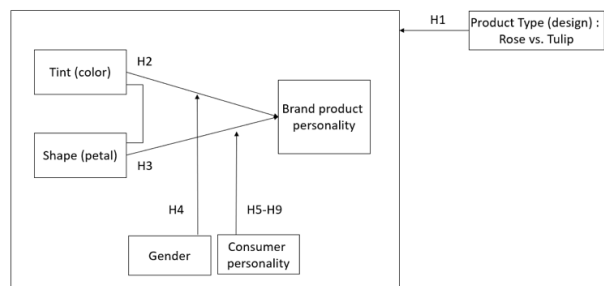 H1
Product Type (design) :
Rose vs. Tulip
Tint (color)
H2
Brand product
personality
Shape (petal)
H3
H4
H5-H9
Gender
Consumer
personality